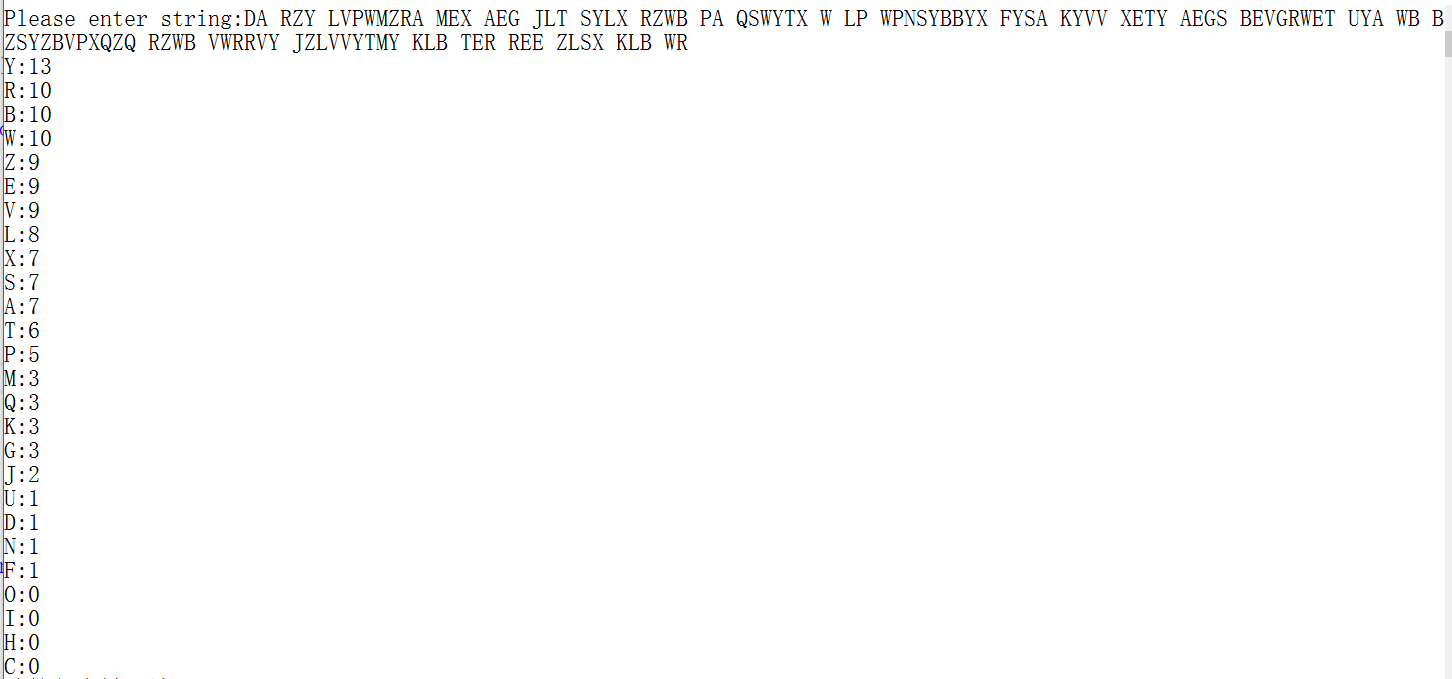 Please enter string:DA RZY LVPWMZRA MEX AEG JLT SYLX RZWB PA QSWYTX W LP WPNSYBBYX FYSA KYVV XETY AEGS BEVGRWET UYA WB B
ZSYZBVPXQZQ RZWB VWRRVY JZLVVYTMY KLB TER REE ZLSX KLB WR
Y:13
R:10
B:10
W:10
Z:9
E:9
V:9
L:8
X:7
S:7
A:7
T:6
P:5
M:3
Q:3
K:3
G:3
J:2
U:1
D:1
N:1
F:1
O:0
I:0
H:0
C:0